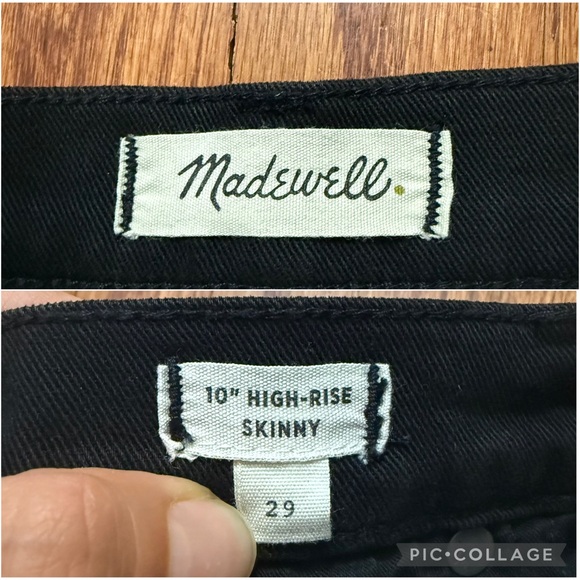 Madewell.
10" HIGH-RISE
SKINNY
29
PIC•COLLAGE